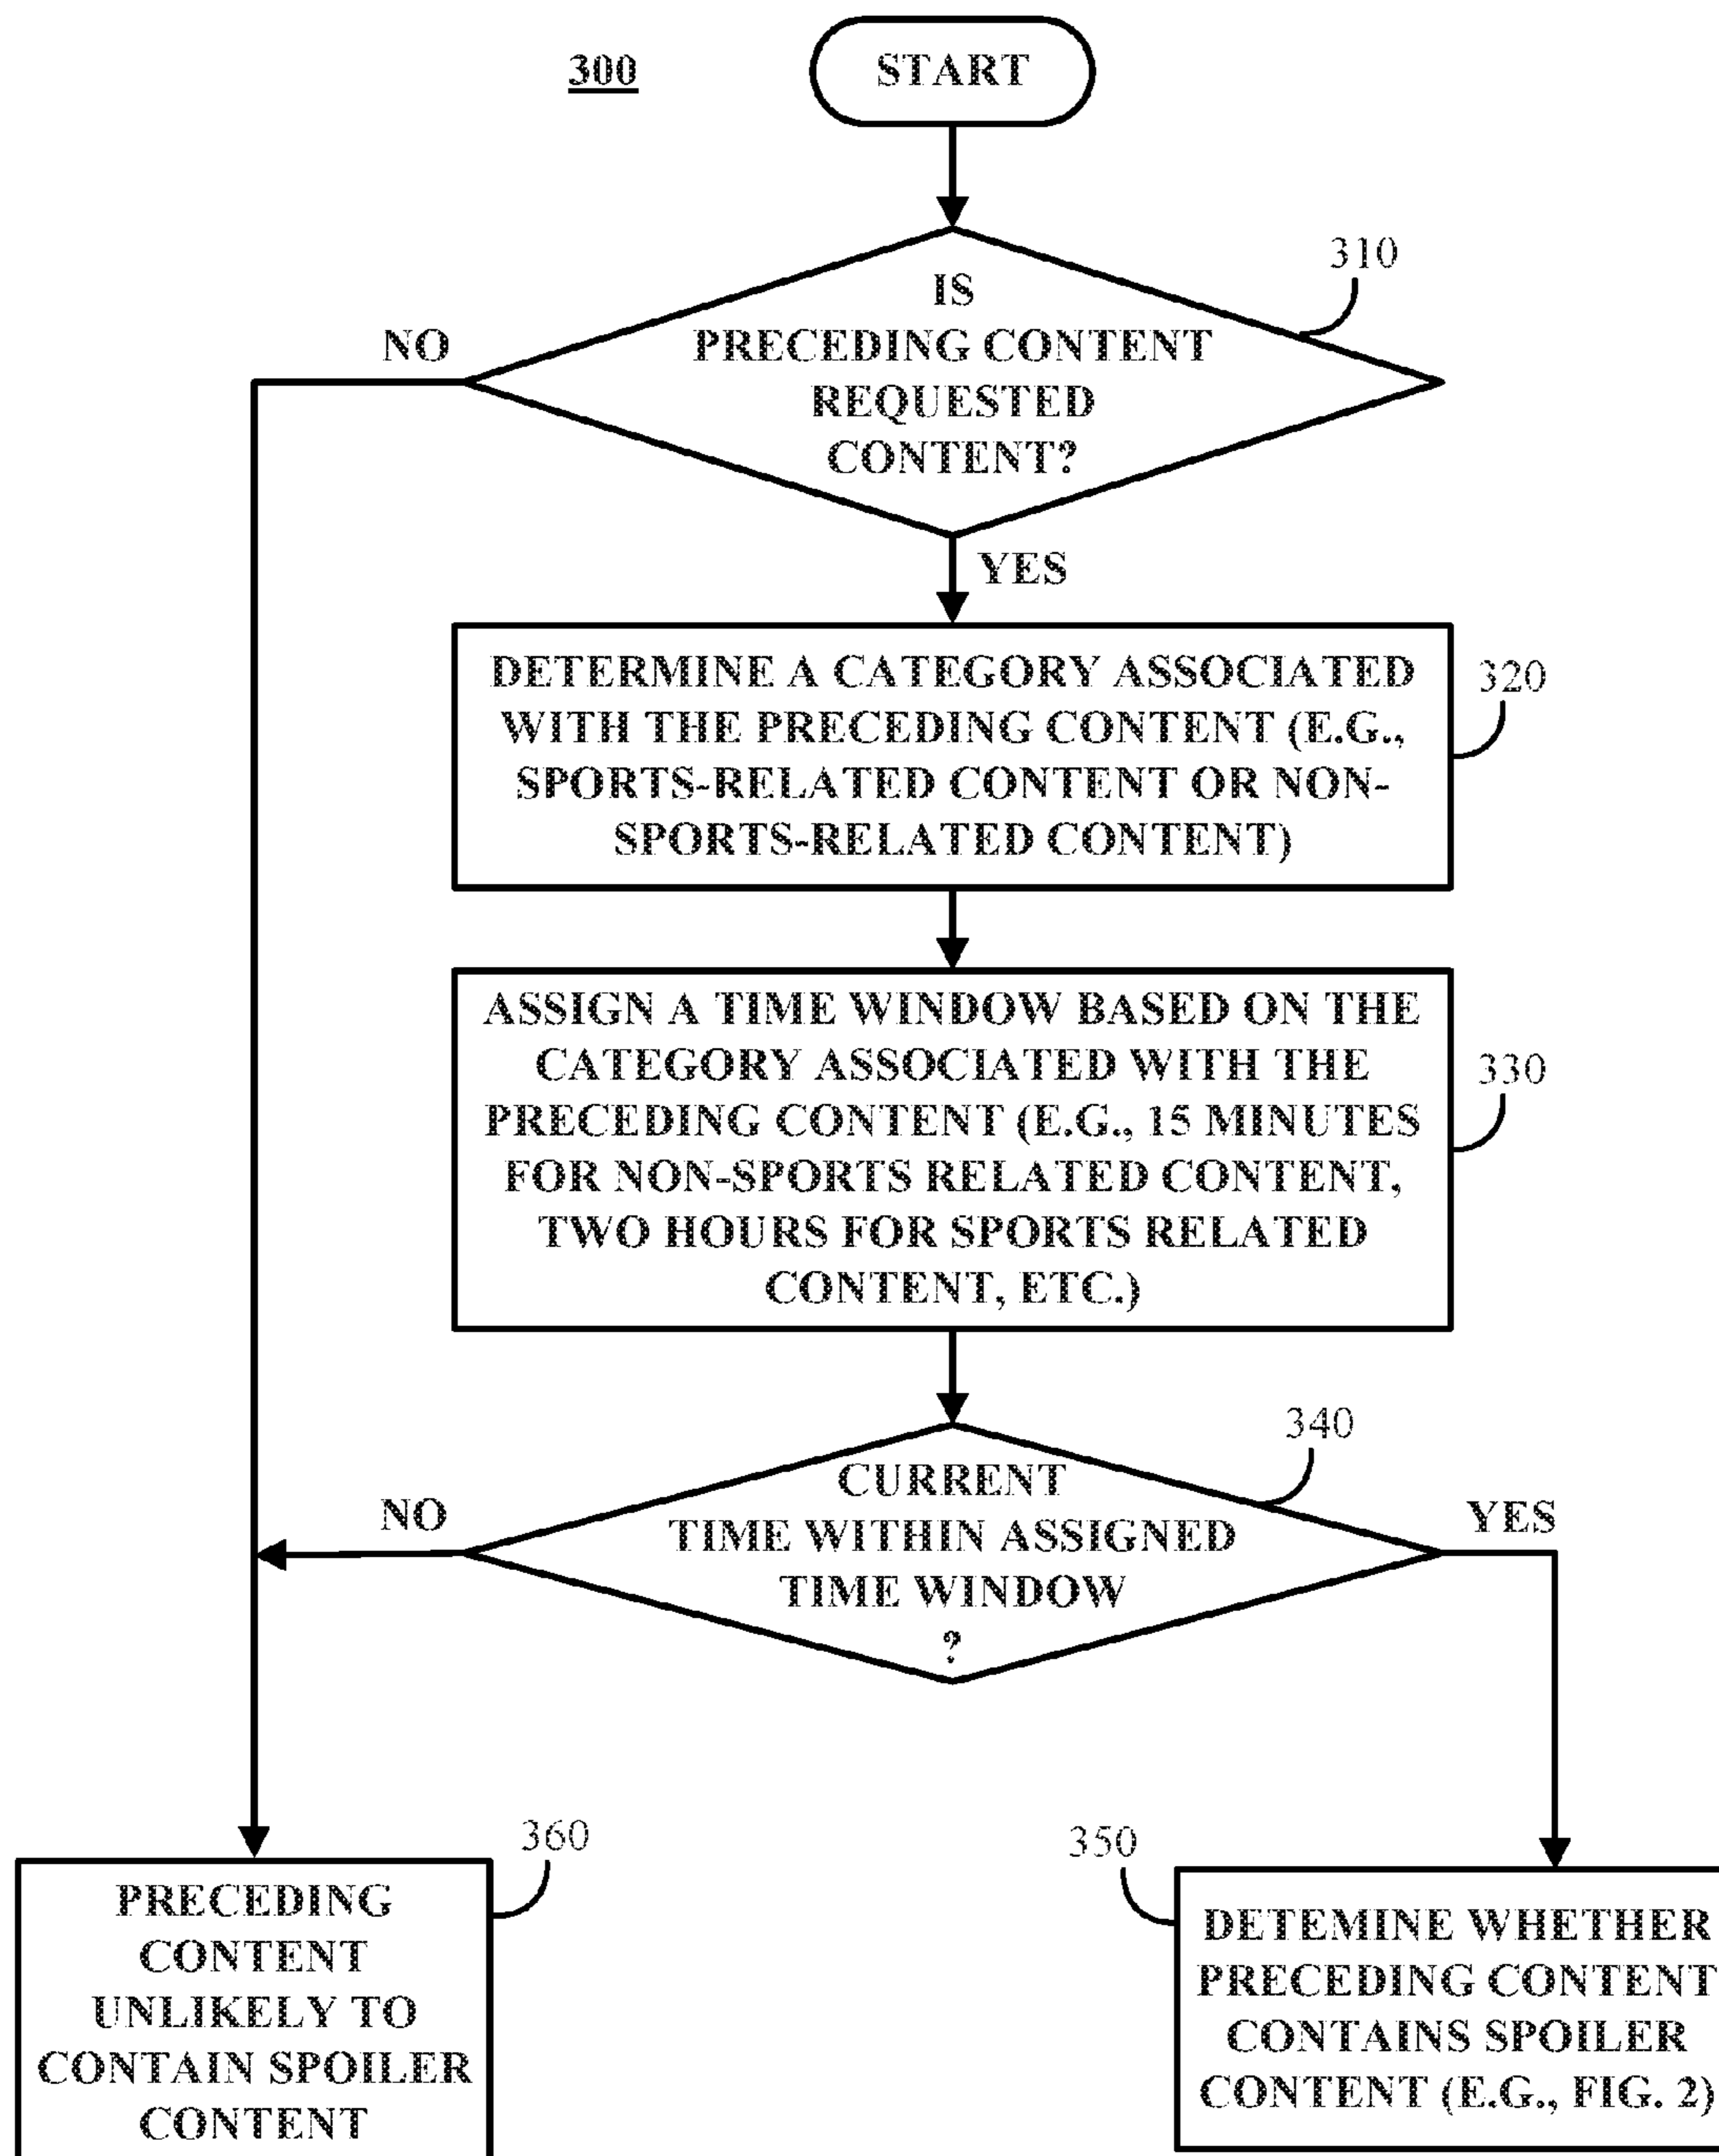 300
START
310
IS
PRECEDING CONTENT
REQUESTED
CONTENT?
NO
YES
320
DETERMINE A CATEGORY ASSOCIATED
WITH THE PRECEDING CONTENT (E.G.,
SPORTS-RELATED CONTENT OR NON-
SPORTS-RELATED CONTENT)
330
ASSIGN A TIME WINDOW BASED ON THE
CATEGORY ASSOCIATED WITH THE
PRECEDING CONTENT (E.G., 15 MINUTES
FOR NON-SPORTS RELATED CONTENT,
TWO HOURS FOR SPORTS RELATED
CONTENT, ETC.)
340
CURRENT
TIME WITHIN ASSIGNED
TIME WINDOW
?
NO
YES
360
PRECEDING
CONTENT
UNLIKELY TO
CONTAIN SPOILER
CONTENT
350
DETEMINE WHETHER
PRECEDING CONTENT
CONTAINS SPOILER
CONTENT (E.G., FIG. 2)